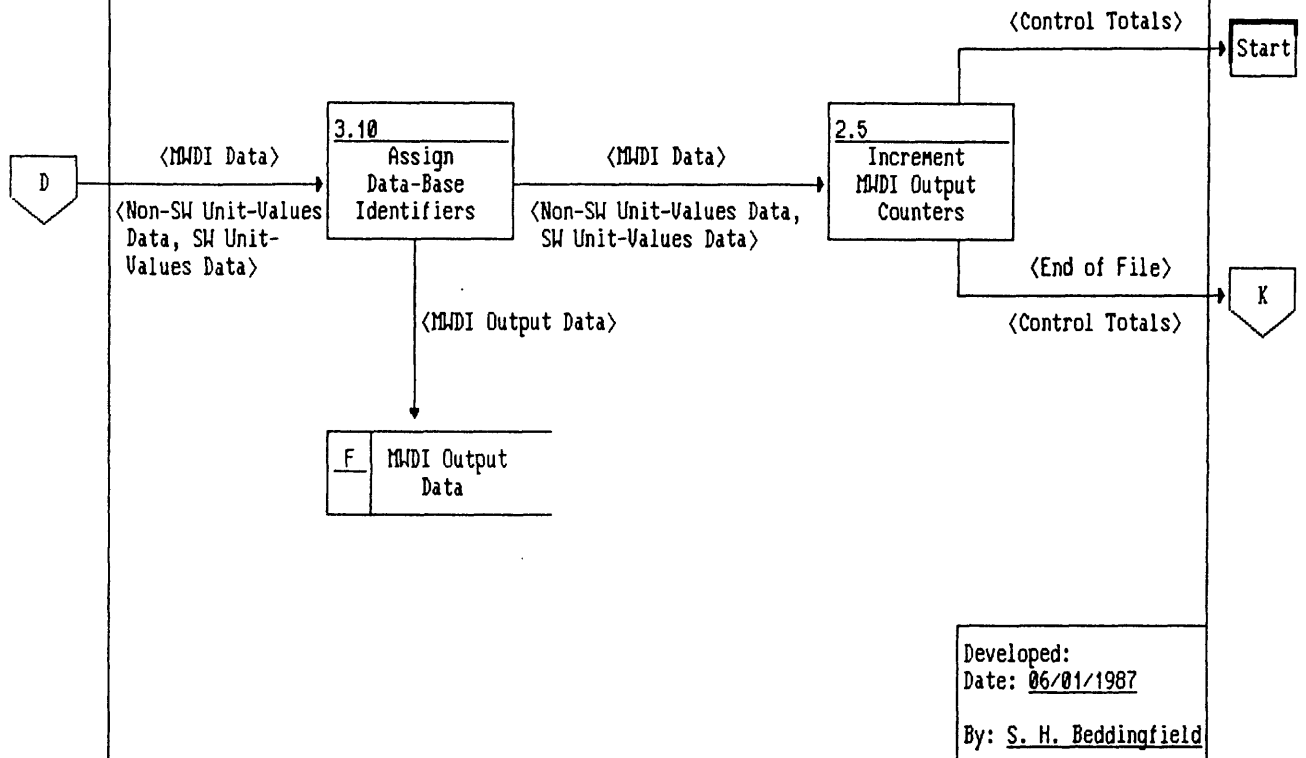 <Control Totals>
Start
3.10
Assign
Data-Base
Identifiers
2.5
Increment
MWDI Output
Counters
D
<MWDI Data>
<Non-SW Unit-Values
Data, SW Unit-
Values Data>
<MWDI Data>
<Non-SW Unit-Values Data,
SW Unit-Values Data>
<End of File>
K
<Control Totals>
<MWDI Output Data>
F
MWDI Output
Data
Developed:
Date: 06/01/1987
By: S. H. Beddingfield